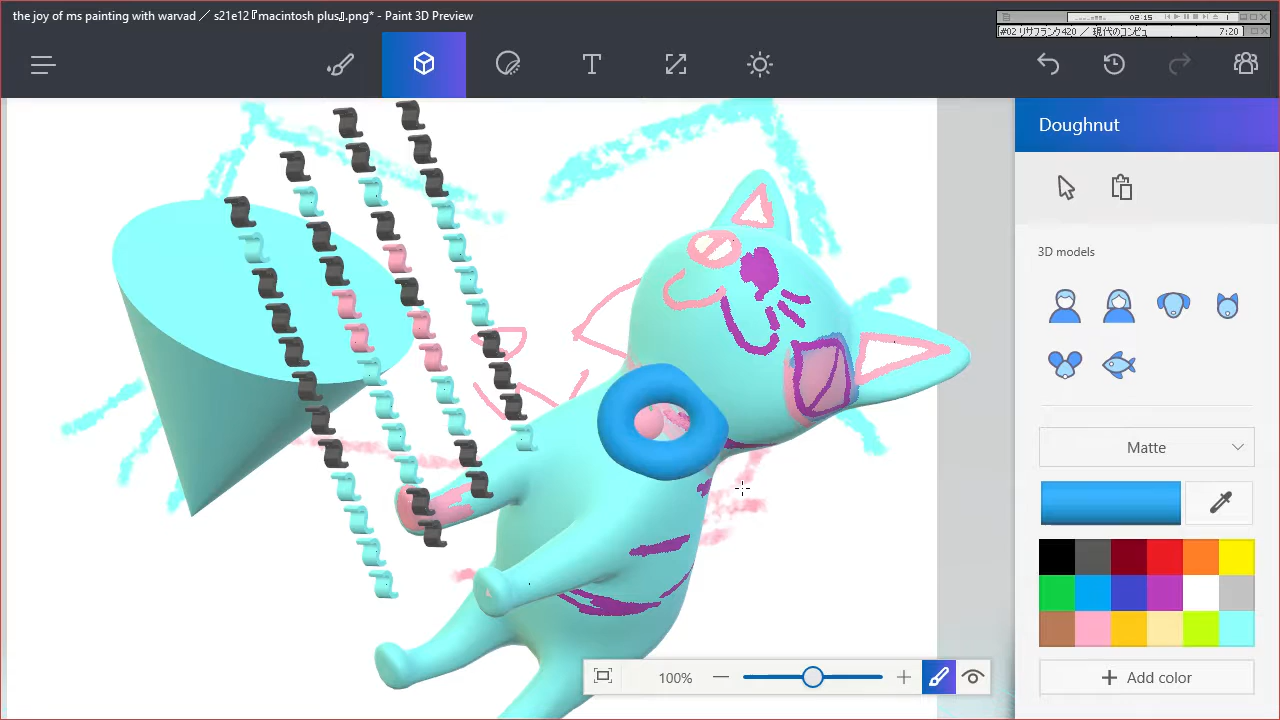 the joy of ms painting with warvad ／ s21e12『macintosh plus』.png* - Paint 3D Preview
02:15
#02 リサフランク420 ／ 現代のコンピュ
7:20
T
Doughnut
3D models
Matte
Add color
100%